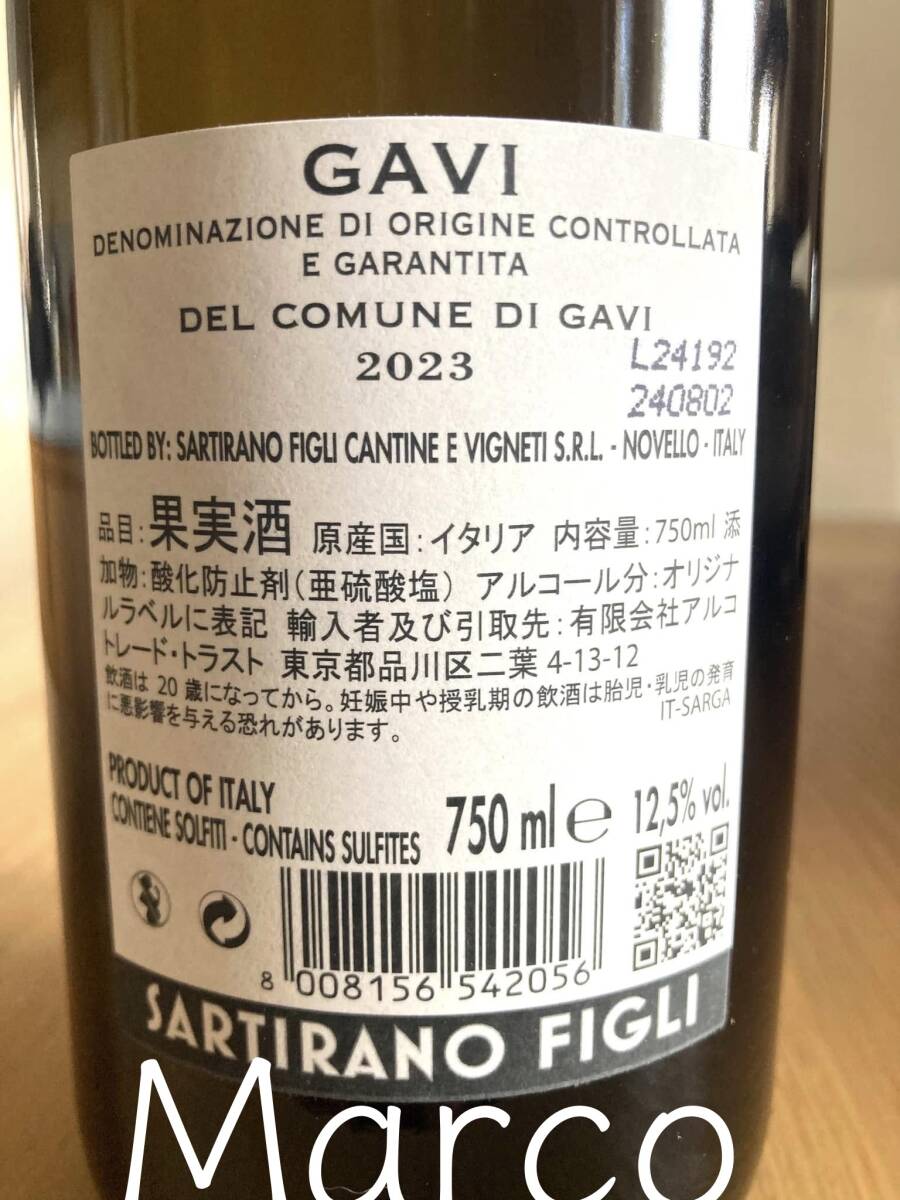 GAVI
DENOMINAZIONE DI ORIGINE CONTROLLATA
E GARANTITA
DEL COMUNE DI GAVI
2023
L24192
240802
BOTTLED BY: SARTIRANO FIGLI CANTINE E VIGNETI S.R.L. - NOVELLO - ITALY
品目:果実酒 原産国:イタリア 内容量:750ml 添
加物:酸化防止剤(亜硫酸塩) アルコール分:オリジナ
ルラベルに表記 輸入者及び引取先:有限会社アルコ
トレード・トラスト 東京都品川区二葉 4-13-12
飲酒は 20 歳になってから。妊娠中や授乳期の飲酒は胎児・乳児の発育
に悪影響を与える恐れがあります。 IT-SARGA
PRODUCT OF ITALY
CONTIENE SOLFITI - CONTAINS SULFITES
750 ml e 12,5% vol.
8 008156 542056
SARTIRANO FIGLI
Marco